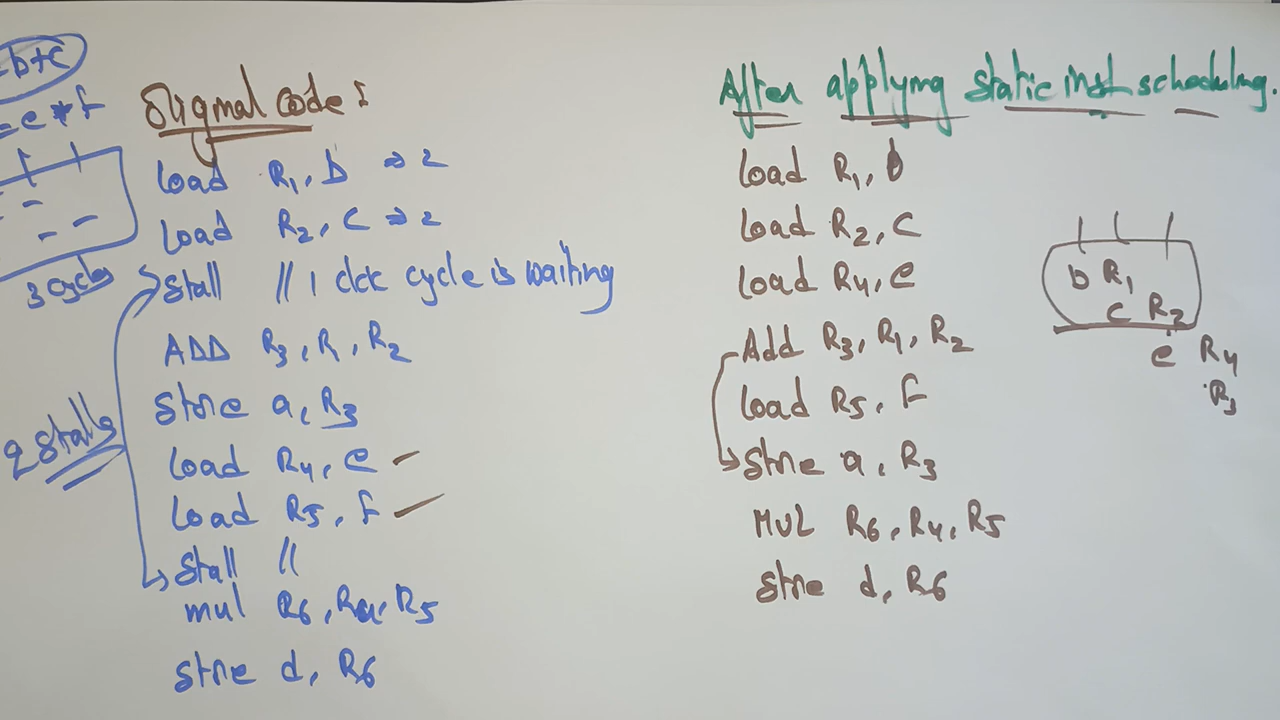 =b+c
=e*f
3 cycles
2 stalls
Original code:
load R1, b => 2
Load R2, C => 2
Stall // 1 clck cycle is waiting
ADD R3, R1, R2
Store a, R3
load R4, e
load R5, f
Stall //
mul R6, R4, R5
Store d, R6
After applying static inst scheduling.
load R1, b
Load R2, C
load R4, e
Add R3, R1, R2
load R5, F
Store a, R3
MUL R6, R4, R5
Store d, R6
b R1
C R2
e R4
R3